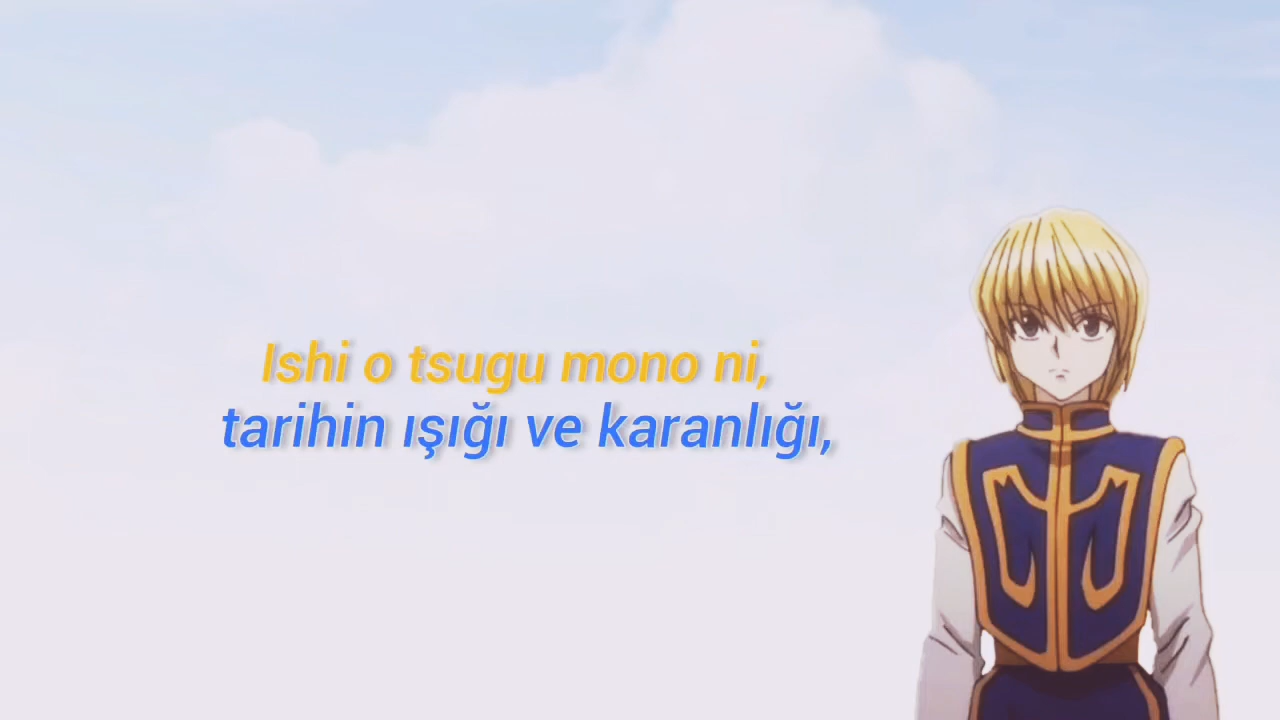 Ishi o tsugu mono ni,
tarihin ışığı ve karanlığı,